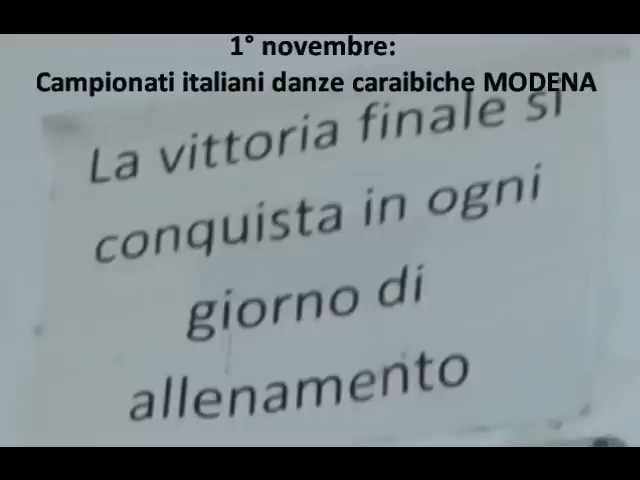 1° novembre:
Campionati italiani danze caraibiche MODENA
La vittoria finale si
conquista in ogni
giorno di
allenamento